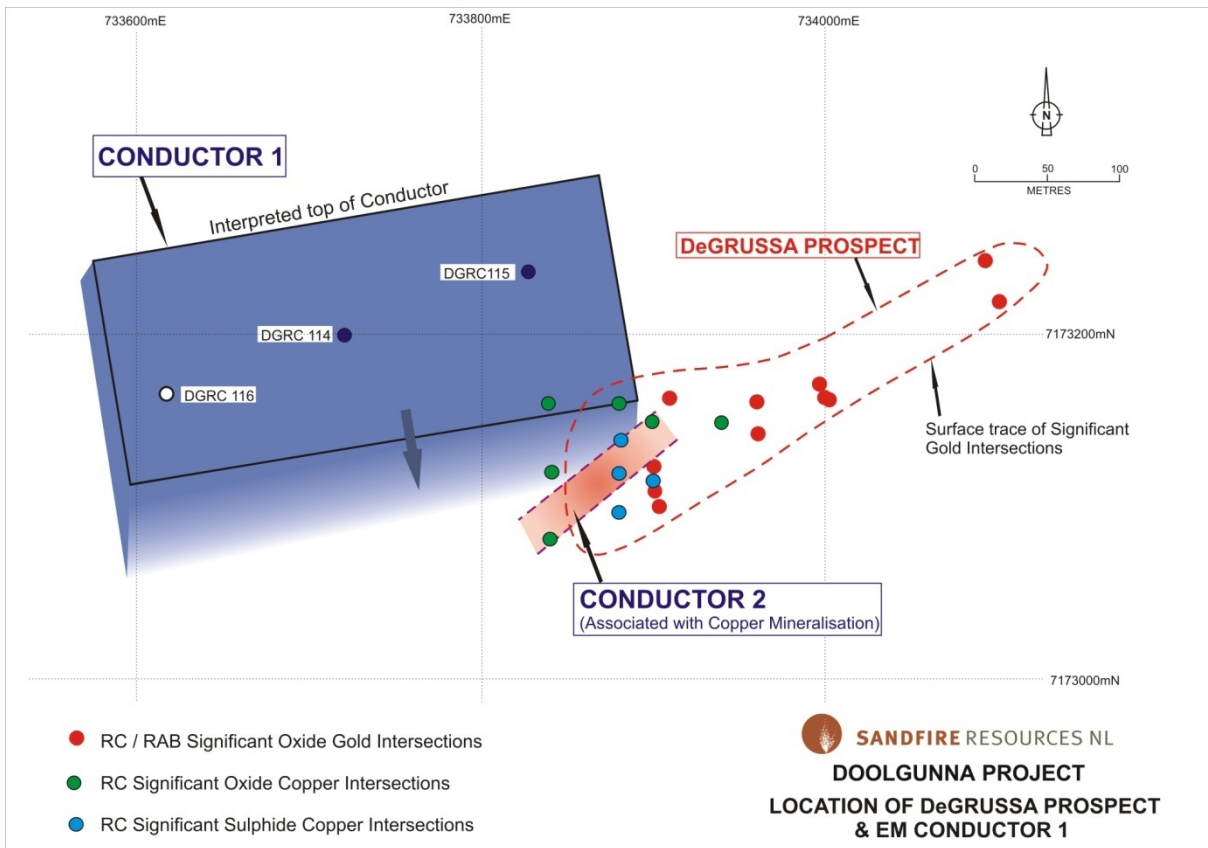 733600mE
733800mE
734000mE
CONDUCTOR 1
Interpreted top of Conductor
N
0 50 100
METRES
DeGRUSSA PROSPECT
DGRC115
DGRC 114
7173200mN
DGRC 116
Surface trace of Significant
Gold Intersections
CONDUCTOR 2
(Associated with Copper Mineralisation)
7173000mN
RC / RAB Significant Oxide Gold Intersections
RC Significant Oxide Copper Intersections
RC Significant Sulphide Copper Intersections
SANDFIRE RESOURCES NL
DOOLGUNNA PROJECT
LOCATION OF DeGRUSSA PROSPECT
& EM CONDUCTOR 1